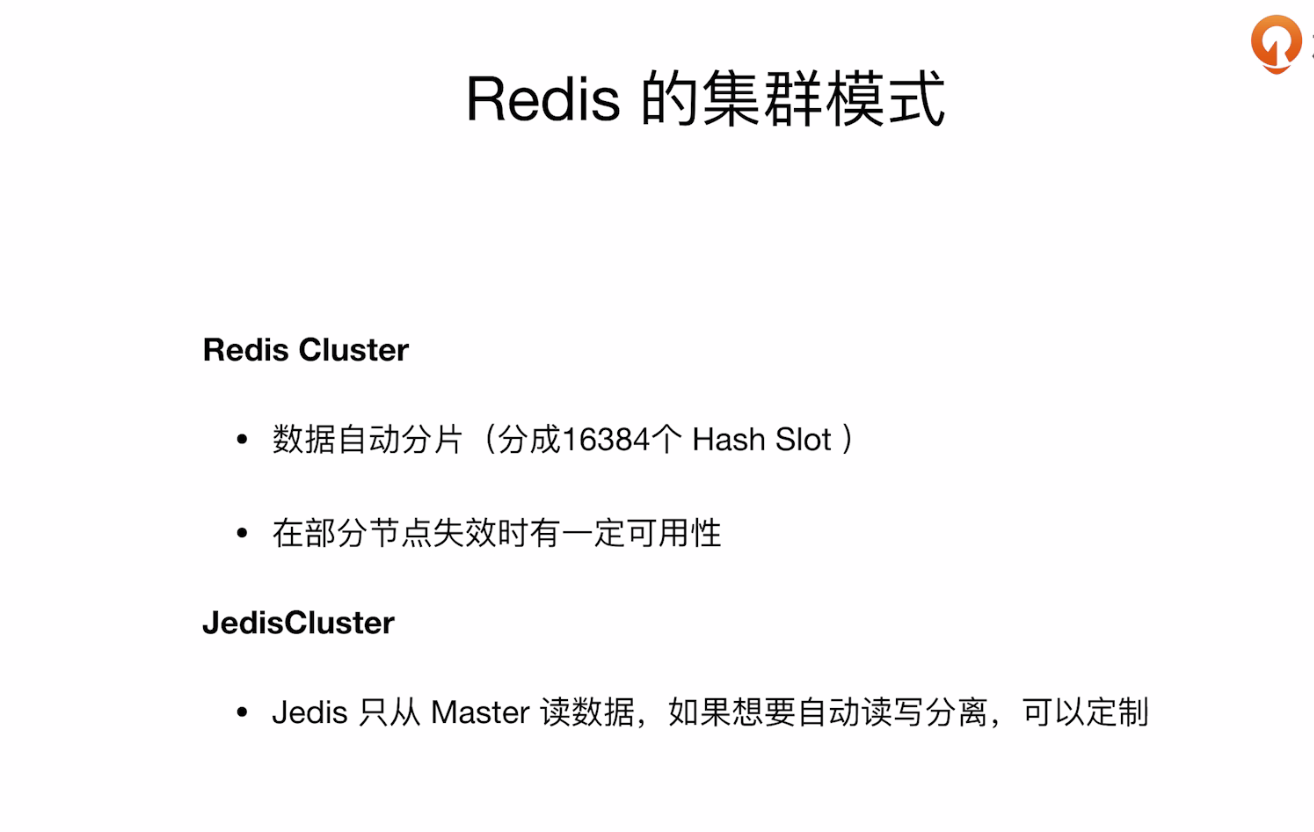 Redis 的集群模式
Redis Cluster
• 数据自动分片（分成16384个 Hash Slot ）
• 在部分节点失效时有一定可用性
JedisCluster
• Jedis 只从 Master 读数据，如果想要自动读写分离，可以定制